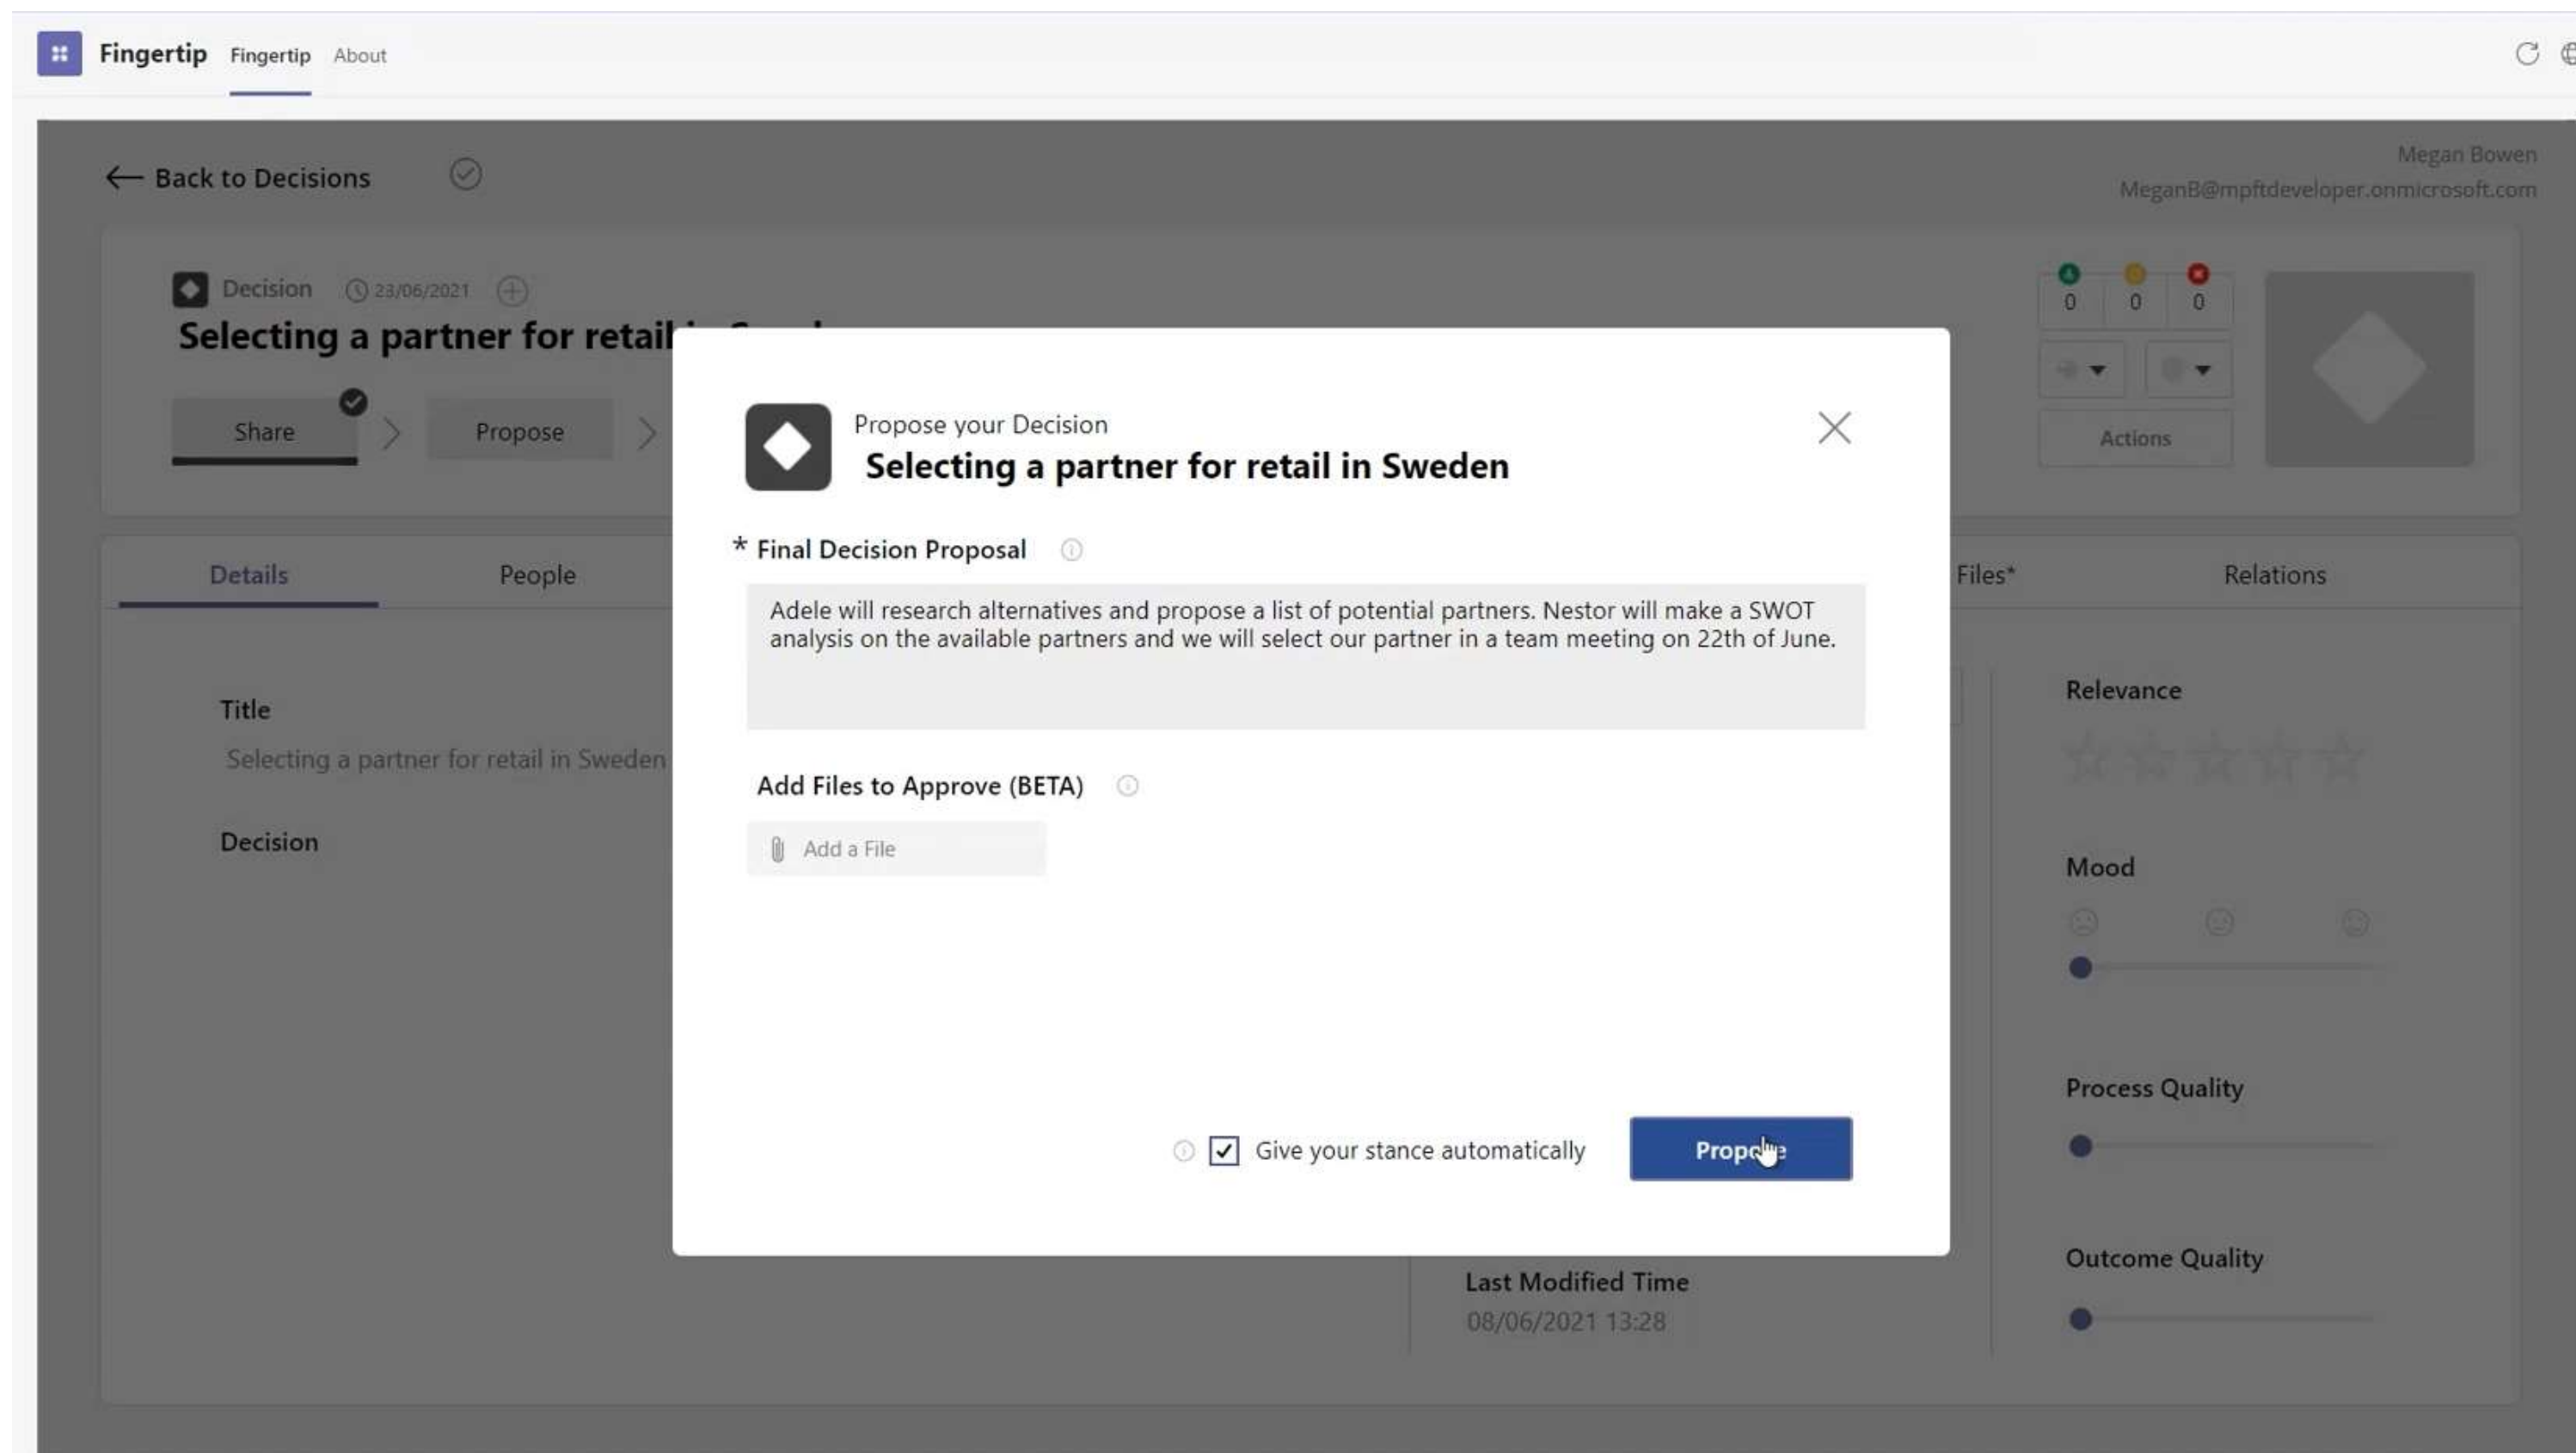 Fingertip Fingertip About
Back to Decisions
Megan Bowen
MeganB@mpftdeveloper.onmicrosoft.com
Decision 23/06/2021
Selecting a partner for retail
0 0 0
Share Propose
Actions
Propose your Decision
Selecting a partner for retail in Sweden
* Final Decision Proposal
Adele will research alternatives and propose a list of potential partners. Nestor will make a SWOT
analysis on the available partners and we will select our partner in a team meeting on 22th of June.
Add Files to Approve (BETA)
Add a File
Give your stance automatically
Propose
Details People Files* Relations
Title
Selecting a partner for retail in Sweden
Decision
Last Modified Time
08/06/2021 13:28
Relevance
Mood
Process Quality
Outcome Quality